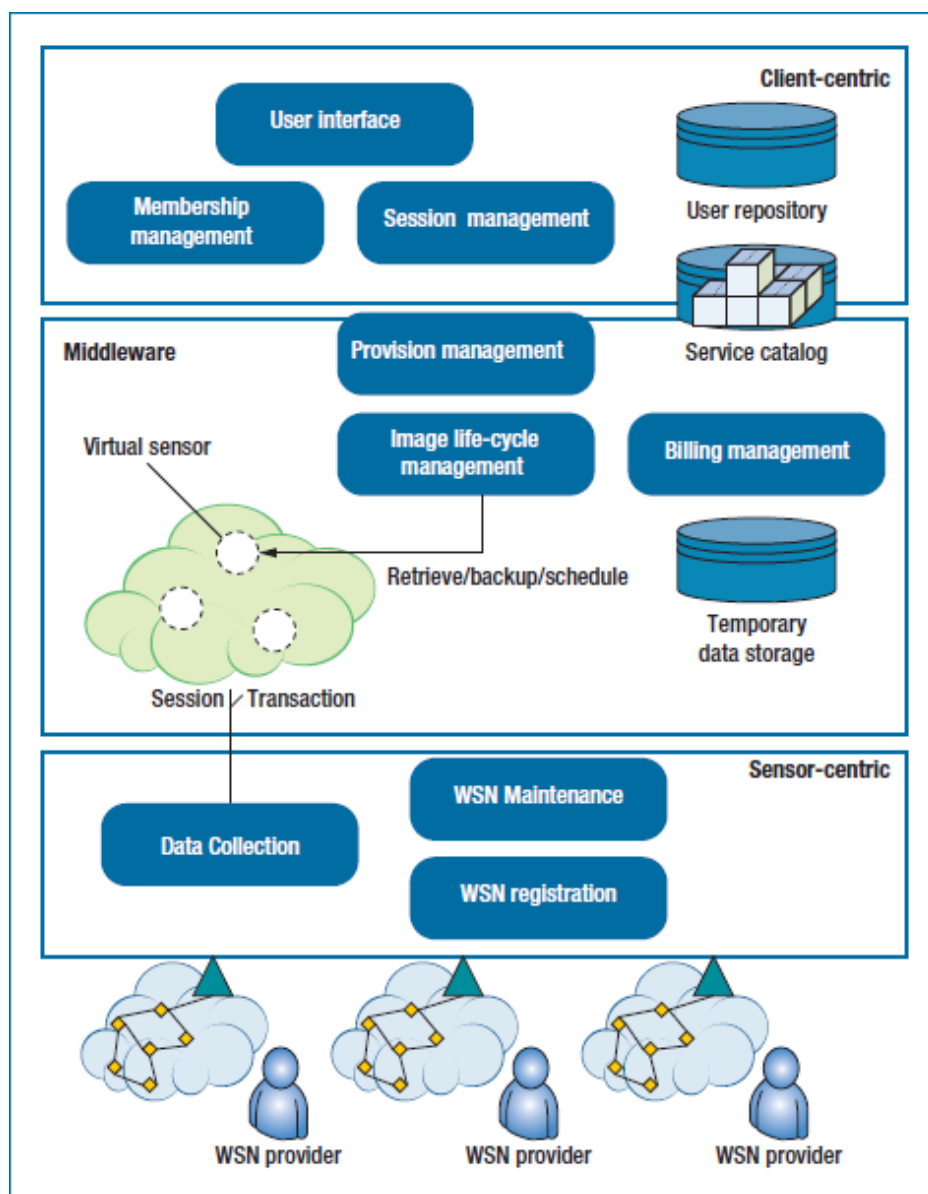 Client-centric
User interface
Membership
management
Session management
User repository
Middleware
Provision management
Service catalog
Virtual sensor
Image life-cycle
management
Billing management
Retrieve/backup/schedule
Temporary
data storage
Session
Transaction
Sensor-centric
WSN Maintenance
Data Collection
WSN registration
WSN provider
WSN provider
WSN provider